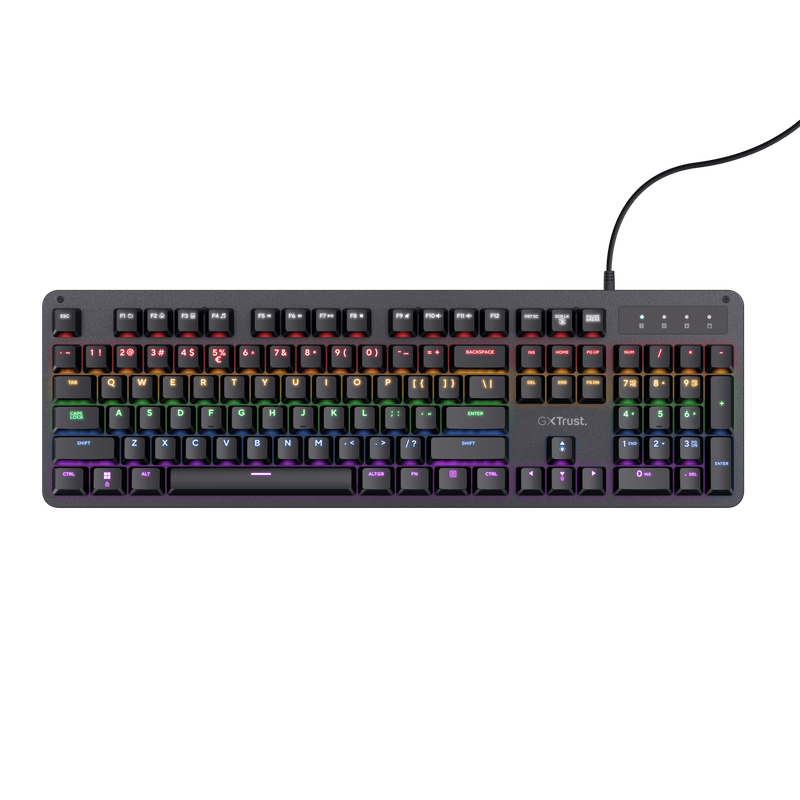 ESC F1 F2 F3 F4 F5 F6 F7 F8 F9 F10 F11 F12 PRT SC SCR LK PAUSE BREAK
` ~ 1 ! 2 @ 3 # 4 $ 5 % € 6 ^ 7 & 8 * 9 ( 0 ) - _ = + BACKSPACE INS HOME PG UP NUM / * -
TAB Q W E R T Y U I O P [ { ] } \ | DEL END PG DN 7 8 9 +
CAPS LOCK A S D F G H J K L ; : ' " ENTER GXTrust. 4 5 6
SHIFT Z X C V B N M , < . > / ? SHIFT 1 END 2 3 PG DN ENTER
CTRL ALT ALTGR FN CTRL 0 INS . DEL